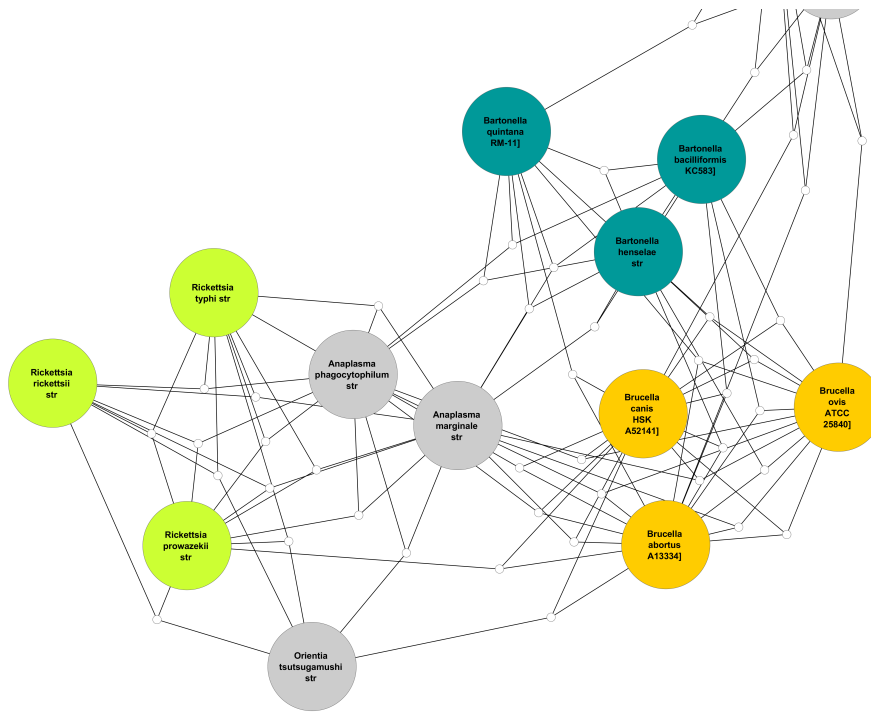 Bartonella
quintana
RM-11]
Bartonella
bacilliformis
KC583]
Bartonella
henselae
str
Rickettsia
typhi str
Rickettsia
rickettsii
str
Anaplasma
phagocytophilum
str
Anaplasma
marginale
str
Brucella
canis
HSK
A52141]
Brucella
ovis
ATCC
25840]
Rickettsia
prowazekii
str
Brucella
abortus
A13334]
Orientia
tsutsugamushi
str